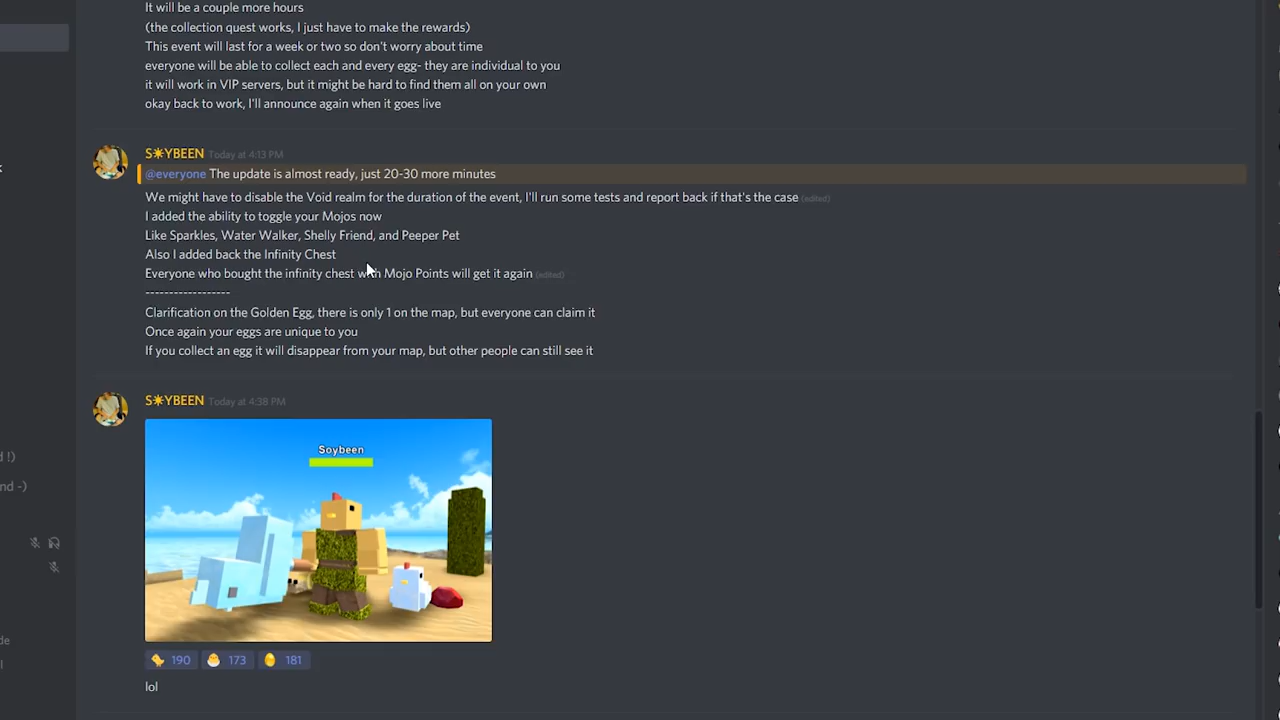 It will be a couple more hours
(the collection quest works, I just have to make the rewards)
This event will last for a week or two so don't worry about time
everyone will be able to collect each and every egg- they are individual to you
it will work in VIP servers, but it might be hard to find them all on your own
okay back to work, I'll announce again when it goes live
S☀YBEEN Today at 4:13 PM
@everyone The update is almost ready, just 20-30 more minutes
We might have to disable the Void realm for the duration of the event, I'll run some tests and report back if that's the case (edited)
I added the ability to toggle your Mojos now
Like Sparkles, Water Walker, Shelly Friend, and Peeper Pet
Also I added back the Infinity Chest
Everyone who bought the infinity chest with Mojo Points will get it again (edited)
------------------
Clarification on the Golden Egg, there is only 1 on the map, but everyone can claim it
Once again your eggs are unique to you
If you collect an egg it will disappear from your map, but other people can still see it
d !)
S☀YBEEN Today at 4:38 PM
Soybeen
nd -)
de
190 173 181
lol